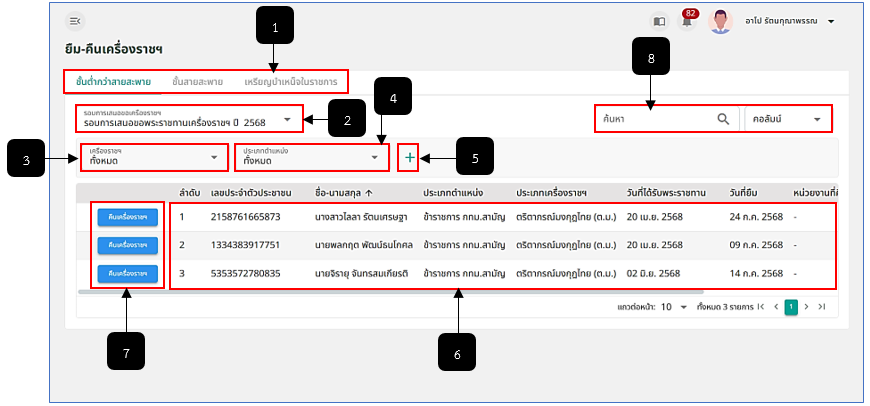 1
82
อาโป รัตนกุณาพรรณ
ยืม-คืนเครื่องราชฯ
8
ชั้นต่ำกว่าสายสะพาย ชั้นสายสะพาย เหรียญบำเหน็จในราชการ
4
รอบการเสนอขอเครื่องราชฯ
รอบการเสนอขอพระราชทานเครื่องราชฯ ปี 2568
2
ค้นหา
คอลัมน์
3
เครื่องราชฯ
ทั้งหมด
ประเภทตำแหน่ง
ทั้งหมด
+
5
ลำดับ เลขประจำตัวประชาชน ชื่อ-นามสกุล ↑ ประเภทตำแหน่ง ประเภทเครื่องราชฯ วันที่ได้รับพระราชทาน วันที่ยืม หน่วยงานที่
คืนเครื่องราชฯ 1 2158761665873 นางสาวไลลา รัตนเศรษฐา ข้าราชการ กทม.สามัญ ตริตาภรณ์มงกุฎไทย (ต.ม.) 20 เม.ย. 2568 24 ก.ค. 2568 -
คืนเครื่องราชฯ 2 1334383917751 นายพลกฤต พัฒน์ธนโภคล ข้าราชการ กทม.สามัญ ตริตาภรณ์มงกุฎไทย (ต.ม.) 20 เม.ย. 2568 09 ก.ค. 2568 -
คืนเครื่องราชฯ 3 5353572780835 นายจิรายุ จันทรสมเกียรติ ข้าราชการ กทม.สามัญ ตริตาภรณ์มงกุฎไทย (ต.ม.) 02 มิ.ย. 2568 14 ก.ค. 2568 -
แถวต่อหน้า: 10 ทั้งหมด 3 รายการ 1
7
6